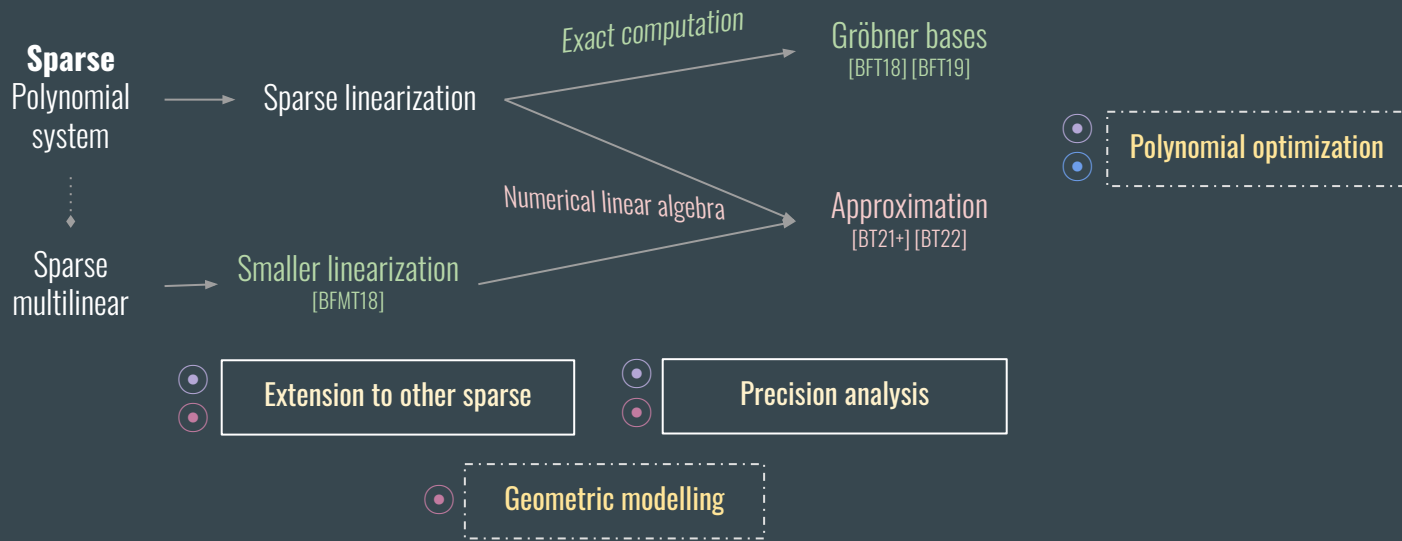 Sparse
Polynomial
system
Sparse linearization
Exact computation
Gröbner bases
[BFT18] [BFT19]
Polynomial optimization
Numerical linear algebra
Approximation
[BT21+] [BT22]
Sparse
multilinear
Smaller linearization
[BFMT18]
Extension to other sparse
Precision analysis
Geometric modelling